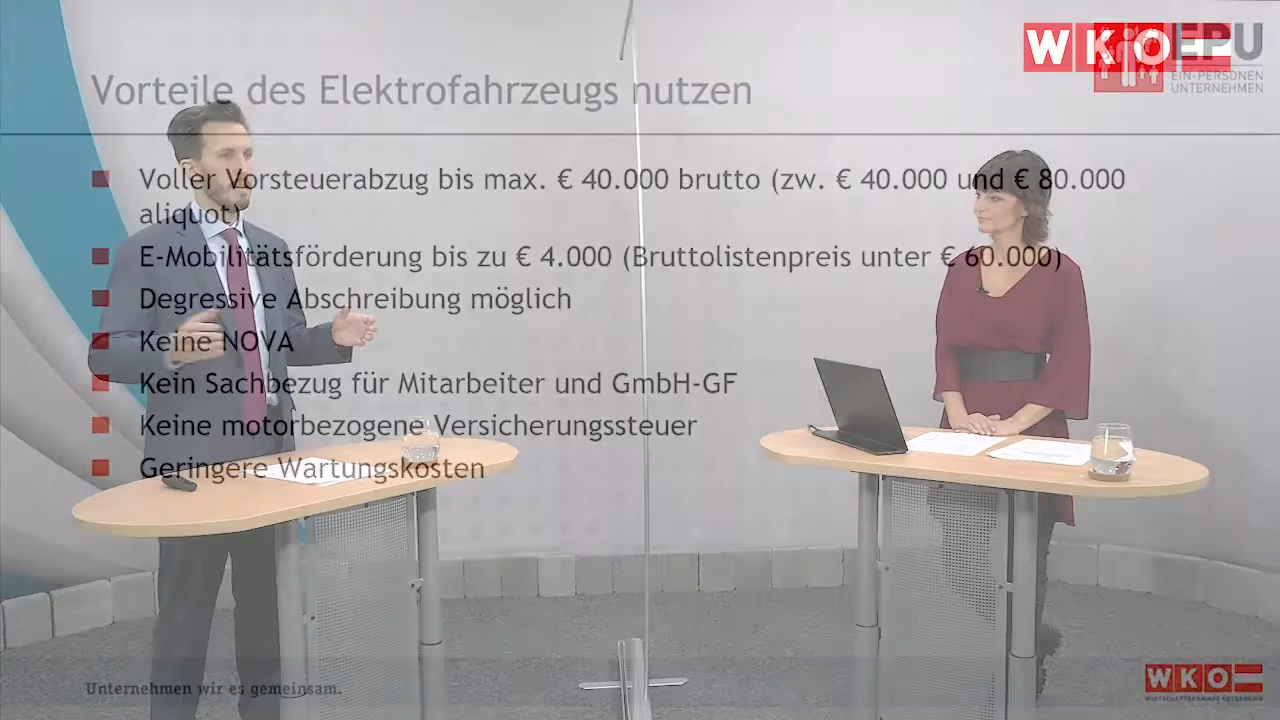 WKO EPU
EIN-PERSONEN
UNTERNEHMEN
Vorteile des Elektrofahrzeugs nutzen
Voller Vorsteuerabzug bis max. € 40.000 brutto (zw. € 40.000 und € 80.000
aliquot)
E-Mobilitätsförderung bis zu € 4.000 (Bruttolistenpreis unter € 60.000)
Degressive Abschreibung möglich
Keine NOVA
Kein Sachbezug für Mitarbeiter und GmbH-GF
Keine motorbezogene Versicherungssteuer
Geringere Wartungskosten
Unternehmen wir es gemeinsam.
WKO
WIRTSCHAFTSKAMMER ÖSTERREICH